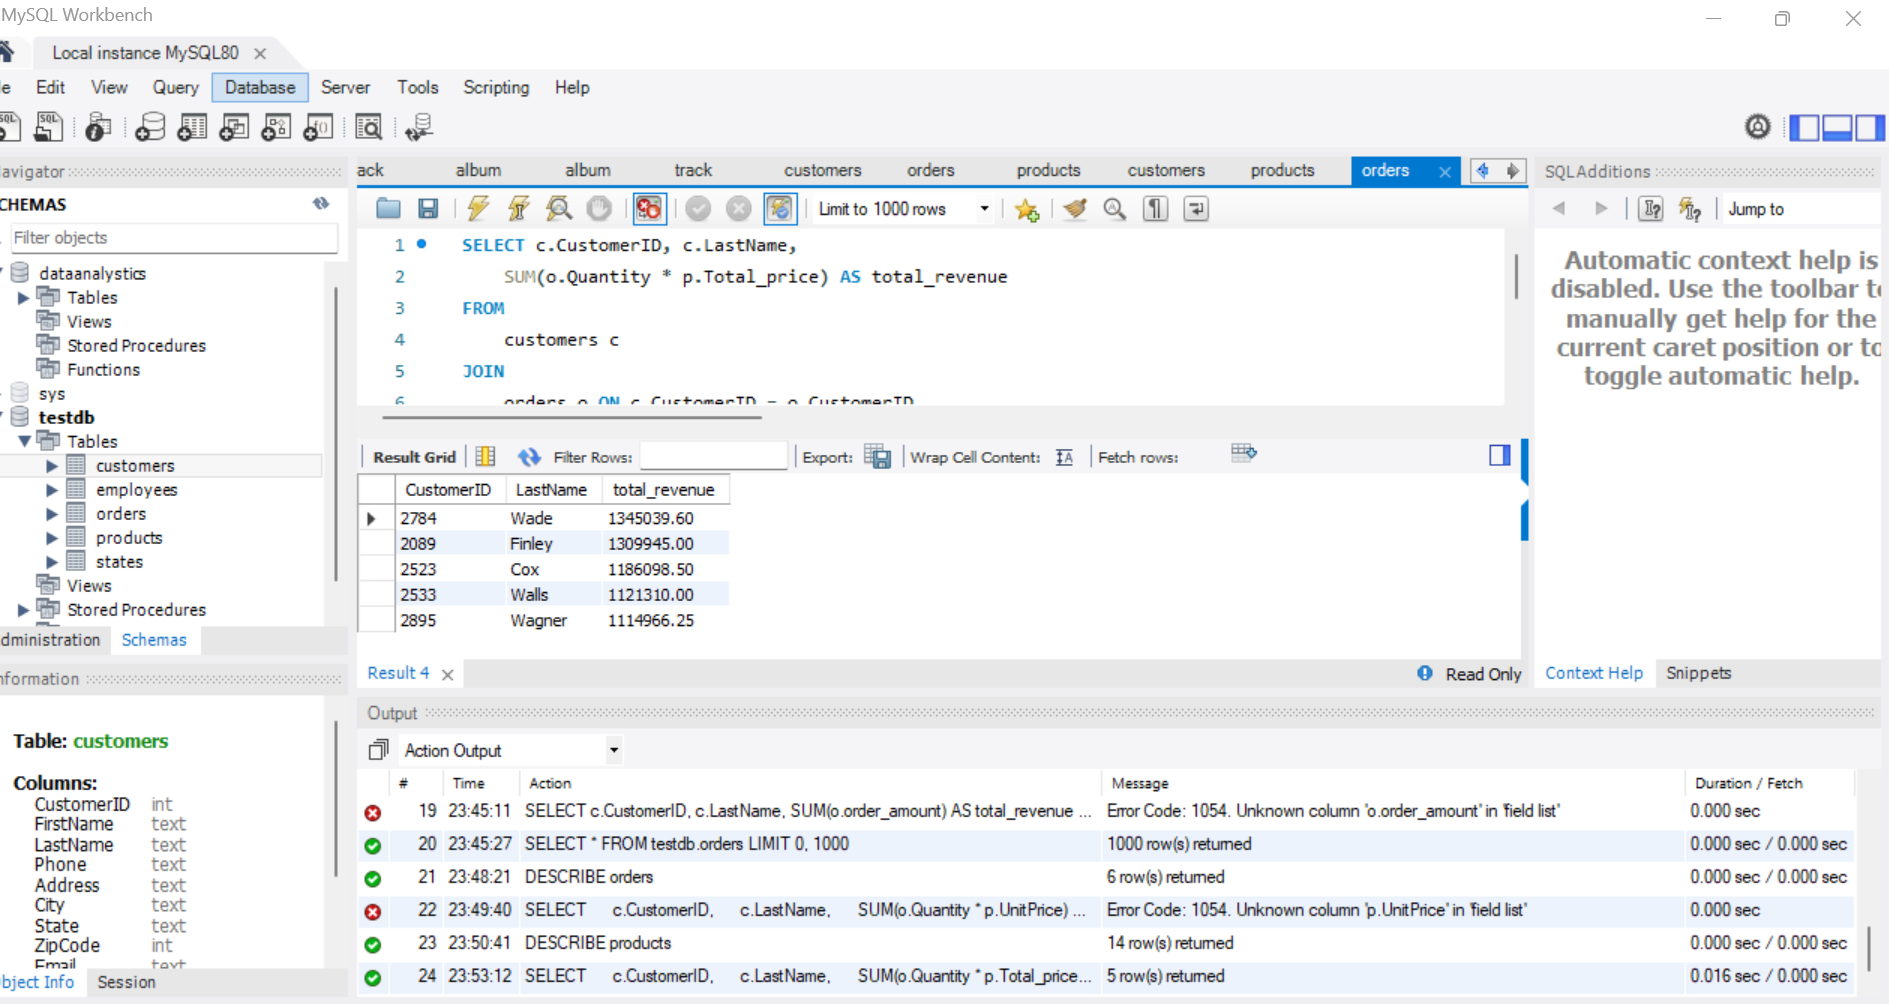 MySQL Workbench
Local instance MySQL80
Edit View Query Database Server Tools Scripting Help
album album track customers orders products customers products orders
SQLAdditions
Limit to 1000 rows
Jump to
CHEMAS
Filter objects
dataanalystics
Tables
Views
Stored Procedures
Functions
sys
testdb
Tables
customers
employees
orders
products
states
Views
Stored Procedures
dministration Schemas
nformation
Table: customers
Columns:
CustomerID int
FirstName text
LastName text
Phone text
Address text
City text
State text
ZipCode int
Email text
bject Info Session
1 SELECT c.CustomerID, c.LastName,
2 SUM(o.Quantity * p.Total_price) AS total_revenue
3 FROM
4 customers c
5 JOIN
6 orders o ON c.CustomerID = o.CustomerID
Automatic context help is
disabled. Use the toolbar to
manually get help for the
current caret position or to
toggle automatic help.
Result Grid Filter Rows: Export: Wrap Cell Content: Fetch rows:
CustomerID LastName total_revenue
2784 Wade 1345039.60
2089 Finley 1309945.00
2523 Cox 1186098.50
2533 Walls 1121310.00
2895 Wagner 1114966.25
Result 4 Read Only
Context Help Snippets
Output
Action Output
# Time Action Message Duration / Fetch
19 23:45:11 SELECT c.CustomerID, c.LastName, SUM(o.order_amount) AS total_revenue ... Error Code: 1054. Unknown column 'o.order_amount' in 'field list' 0.000 sec
20 23:45:27 SELECT * FROM testdb.orders LIMIT 0, 1000 1000 row(s) returned 0.000 sec / 0.000 sec
21 23:48:21 DESCRIBE orders 6 row(s) returned 0.000 sec / 0.000 sec
22 23:49:40 SELECT c.CustomerID, c.LastName, SUM(o.Quantity * p.UnitPrice) ... Error Code: 1054. Unknown column 'p.UnitPrice' in 'field list' 0.000 sec
23 23:50:41 DESCRIBE products 14 row(s) returned 0.000 sec / 0.000 sec
24 23:53:12 SELECT c.CustomerID, c.LastName, SUM(o.Quantity * p.Total_price... 5 row(s) returned 0.016 sec / 0.000 sec